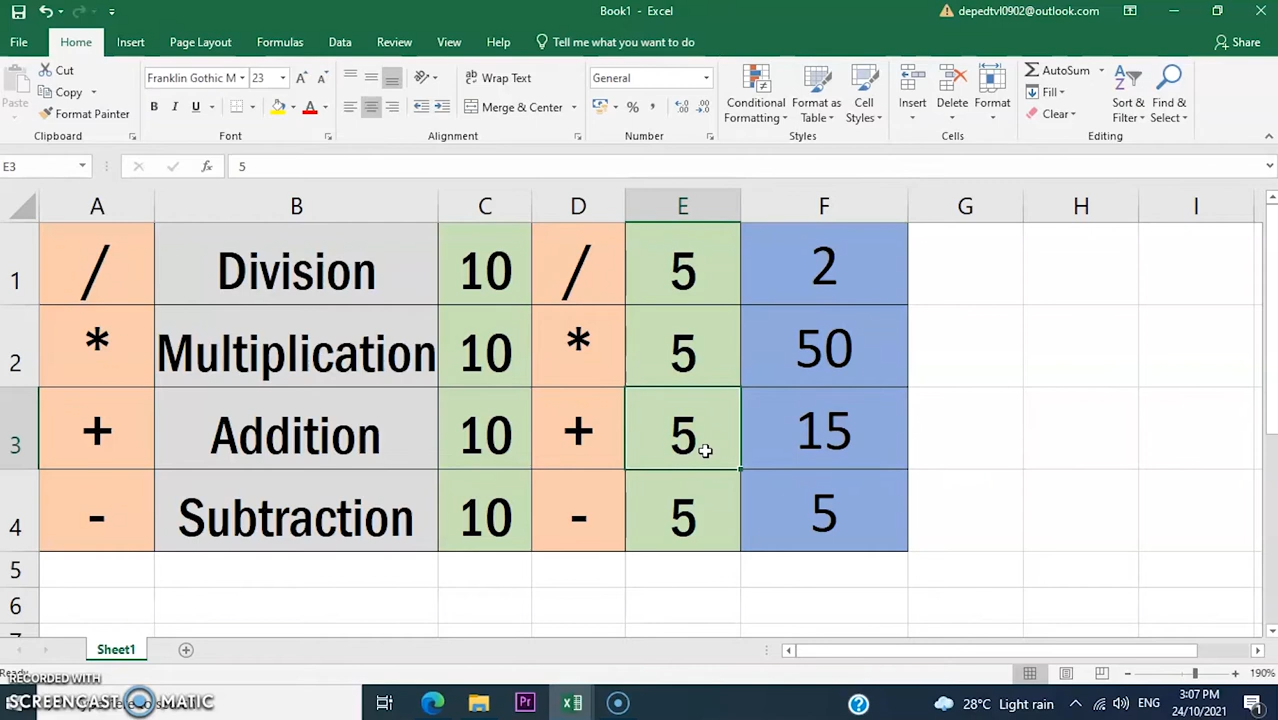 Book1 - Excel
depedtvl0902@outlook.com
File Home Insert Page Layout Formulas Data Review View Help Tell me what you want to do Share
Paste
Cut
Copy
Format Painter
Clipboard
Franklin Gothic M 23
B I U
Font
Wrap Text
Merge & Center
Alignment
General
% ,
Number
Conditional Formatting
Format as Table
Cell Styles
Styles
Insert Delete Format
Cells
AutoSum
Fill
Clear
Sort & Filter
Find & Select
Editing
E3 fx 5
A B C D E F G H I
1 / Division 10 / 5 2
2 * Multiplication 10 * 5 50
3 + Addition 10 + 5 15
4 - Subtraction 10 - 5 5
5
6
7
Sheet1
Ready
190%
RECORDED WITH
SCREENCAST-O-MATIC
Pr
28°C Light rain
ENG
3:07 PM
24/10/2021
1